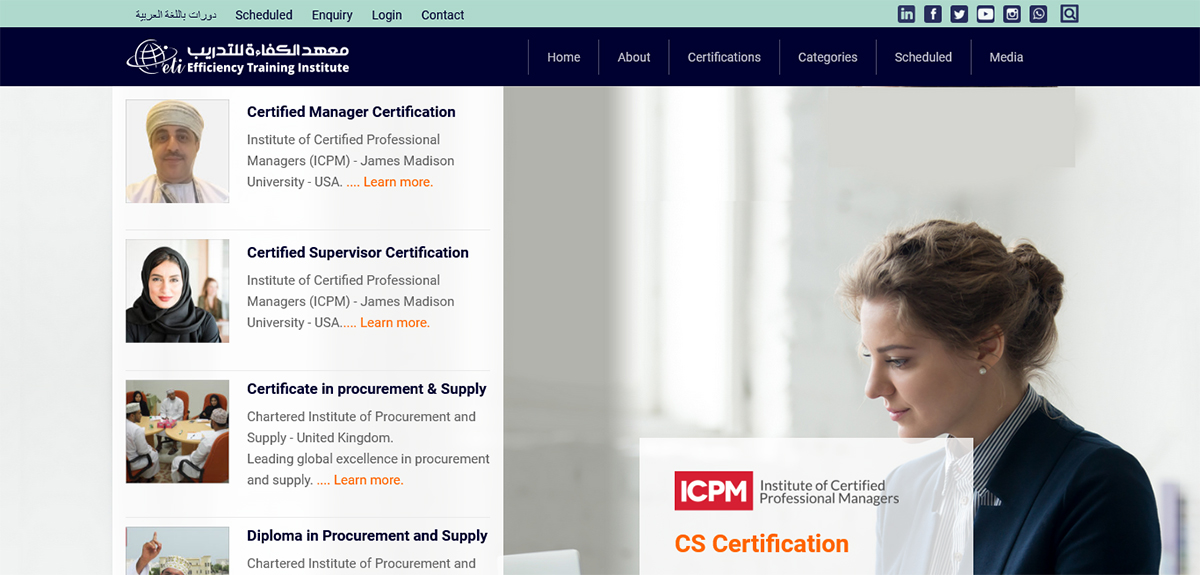 دورات باللغة العربية Scheduled Enquiry Login Contact
معهد الكفاءة للتدريب
eti Efficiency Training Institute
Home About Certifications Categories Scheduled Media
Certified Manager Certification
Institute of Certified Professional
Managers (ICPM) - James Madison
University - USA. .... Learn more.
Certified Supervisor Certification
Institute of Certified Professional
Managers (ICPM) - James Madison
University - USA..... Learn more.
Certificate in procurement & Supply
Chartered Institute of Procurement and
Supply - United Kingdom.
Leading global excellence in procurement
and supply. .... Learn more.
Diploma in Procurement and Supply
Chartered Institute of Procurement and
ICPM Institute of Certified
Professional Managers
CS Certification